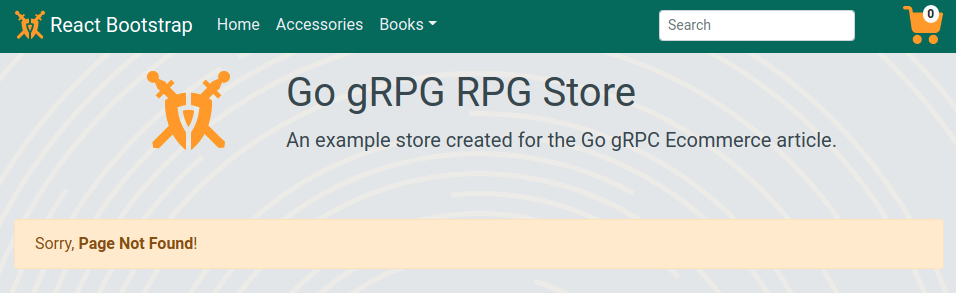 React Bootstrap Home Accessories Books Search 0
Go gRPG RPG Store
An example store created for the Go gRPC Ecommerce article.
Sorry, Page Not Found!